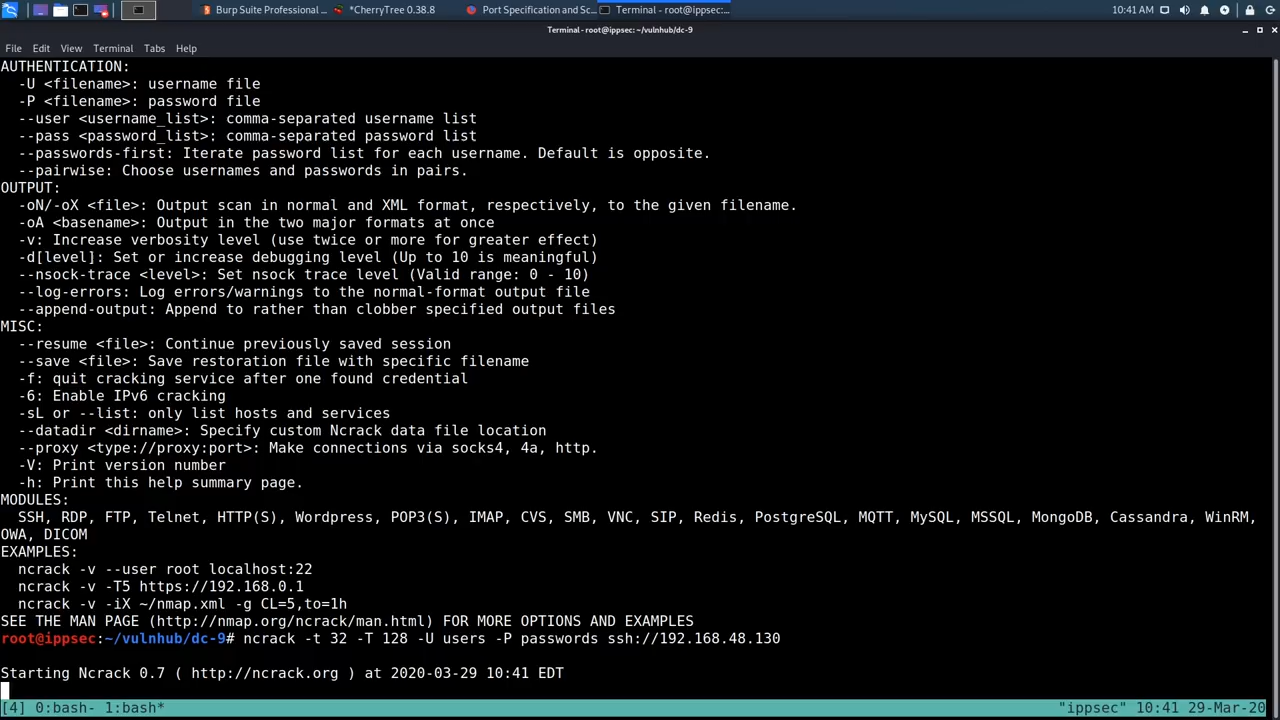 Burp Suite Professional ...
*CherryTree 0.38.8
Port Specification and Sc...
Terminal - root@ippsec:...
10:41 AM
Terminal - root@ippsec: ~/vulnhub/dc-9
File Edit View Terminal Tabs Help
AUTHENTICATION:
  -U <filename>: username file
  -P <filename>: password file
  --user <username_list>: comma-separated username list
  --pass <password_list>: comma-separated password list
  --passwords-first: Iterate password list for each username. Default is opposite.
  --pairwise: Choose usernames and passwords in pairs.
OUTPUT:
  -oN/-oX <file>: Output scan in normal and XML format, respectively, to the given filename.
  -oA <basename>: Output in the two major formats at once
  -v: Increase verbosity level (use twice or more for greater effect)
  -d[level]: Set or increase debugging level (Up to 10 is meaningful)
  --nsock-trace <level>: Set nsock trace level (Valid range: 0 - 10)
  --log-errors: Log errors/warnings to the normal-format output file
  --append-output: Append to rather than clobber specified output files
MISC:
  --resume <file>: Continue previously saved session
  --save <file>: Save restoration file with specific filename
  -f: quit cracking service after one found credential
  -6: Enable IPv6 cracking
  -sL or --list: only list hosts and services
  --datadir <dirname>: Specify custom Ncrack data file location
  --proxy <type://proxy:port>: Make connections via socks4, 4a, http.
  -V: Print version number
  -h: Print this help summary page.
MODULES:
  SSH, RDP, FTP, Telnet, HTTP(S), Wordpress, POP3(S), IMAP, CVS, SMB, VNC, SIP, Redis, PostgreSQL, MQTT, MySQL, MSSQL, MongoDB, Cassandra, WinRM,
OWA, DICOM
EXAMPLES:
  ncrack -v --user root localhost:22
  ncrack -v -T5 https://192.168.0.1
  ncrack -v -iX ~/nmap.xml -g CL=5,to=1h
SEE THE MAN PAGE (http://nmap.org/ncrack/man.html) FOR MORE OPTIONS AND EXAMPLES
root@ippsec:~/vulnhub/dc-9# ncrack -t 32 -T 128 -U users -P passwords ssh://192.168.48.130
Starting Ncrack 0.7 ( http://ncrack.org ) at 2020-03-29 10:41 EDT
[4] 0:bash- 1:bash* "ippsec" 10:41 29-Mar-20